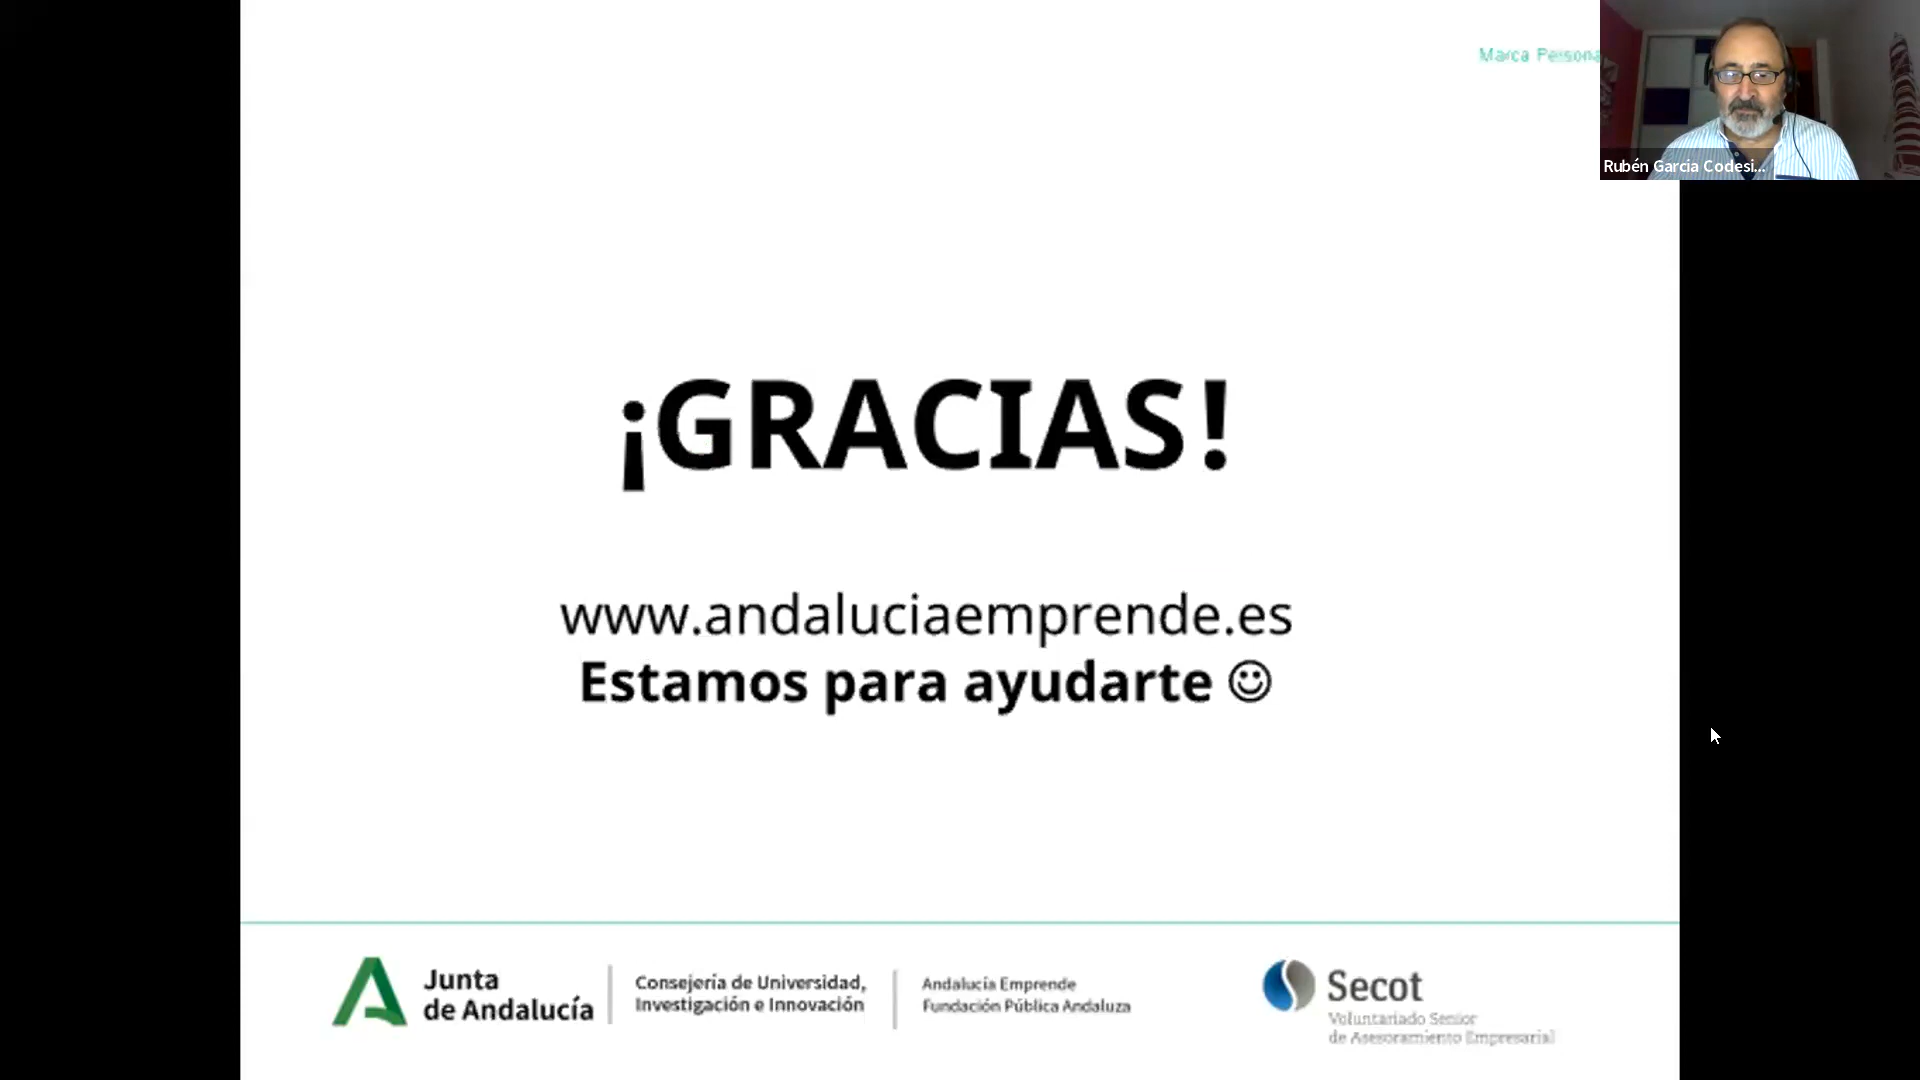 Marca Persona
Rubén García Codesi...
¡GRACIAS!
www.andaluciaemprende.es
Estamos para ayudarte ☺
Junta
de Andalucía
Consejería de Universidad,
Investigación e Innovación
Andalucía Emprende
Fundación Pública Andaluza
Secot
Voluntariado Senior
de Asesoramiento Empresarial